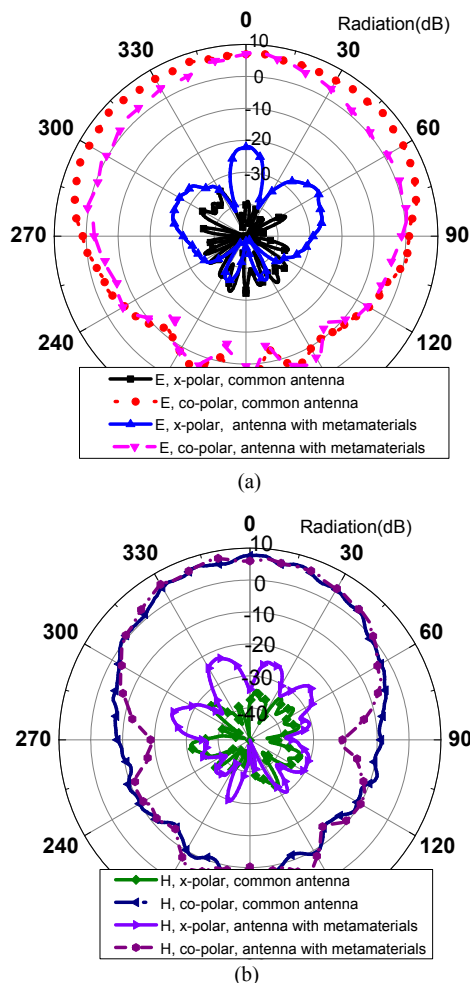 0
Radiation(dB)
10
330
30
0
-10
300
60
-20
-30
270
90
240
120
E, x-polar, common antenna
E, co-polar, common antenna
E, x-polar, antenna with metamaterials
E, co-polar, antenna with metamaterials
(a)
0
Radiation(dB)
10
330
30
0
-10
300
60
-20
-30
-40
270
90
240
120
H, x-polar, common antenna
H, co-polar, common antenna
H, x-polar, antenna with metamaterials
H, co-polar, antenna with metamaterials
(b)